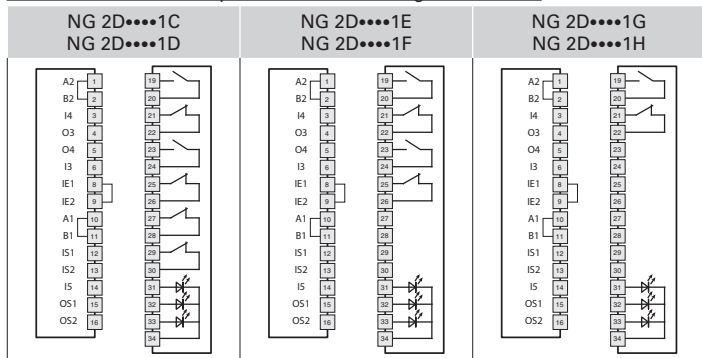 NG 2D••••1C NG 2D••••1E NG 2D••••1G
NG 2D••••1D NG 2D••••1F NG 2D••••1H
A2 1 19 A2 1 19 A2 1 19
B2 2 20 B2 2 20 B2 2 20
I4 3 21 I4 3 21 I4 3 21
O3 4 22 O3 4 22 O3 4 22
O4 5 23 O4 5 23 O4 5 23
I3 6 24 I3 6 24 I3 6 24
IE1 8 25 IE1 8 25 IE1 8 25
IE2 9 26 IE2 9 26 IE2 9 26
A1 10 27 A1 10 27 A1 10 27
B1 11 28 B1 11 28 B1 11 28
IS1 12 29 IS1 12 29 IS1 12 29
IS2 13 30 IS2 13 30 IS2 13 30
I5 14 31 I5 14 31 I5 14 31
OS1 15 32 OS1 15 32 OS1 15 32
OS2 16 33 OS2 16 33 OS2 16 33
34 34 34